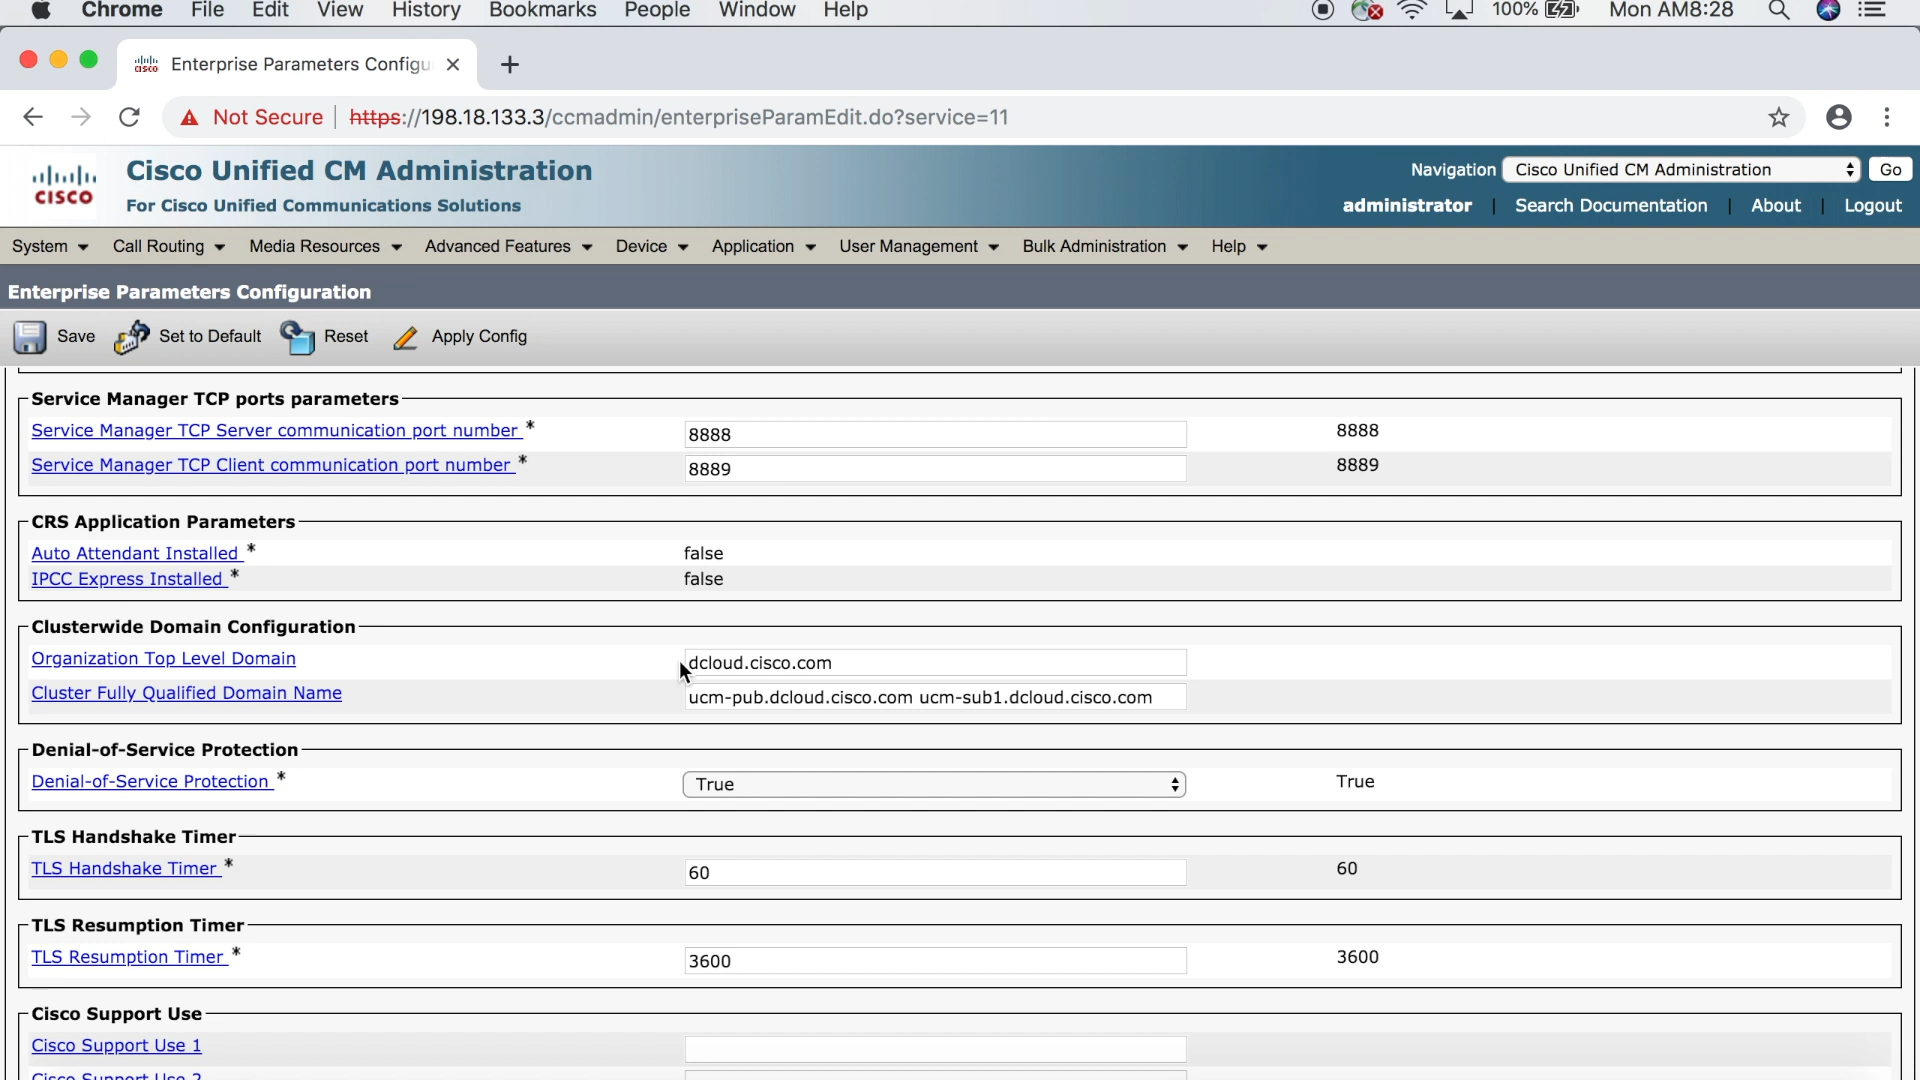 Chrome File Edit View History Bookmarks People Window Help 100% Mon AM8:28
Enterprise Parameters Configu
Not Secure https://198.18.133.3/ccmadmin/enterpriseParamEdit.do?service=11
CISCO Cisco Unified CM Administration Navigation Cisco Unified CM Administration Go
For Cisco Unified Communications Solutions administrator Search Documentation About Logout
System Call Routing Media Resources Advanced Features Device Application User Management Bulk Administration Help
Enterprise Parameters Configuration
Save Set to Default Reset Apply Config
Service Manager TCP ports parameters
Service Manager TCP Server communication port number * 8888 8888
Service Manager TCP Client communication port number * 8889 8889
CRS Application Parameters
Auto Attendant Installed * false
IPCC Express Installed * false
Clusterwide Domain Configuration
Organization Top Level Domain dcloud.cisco.com
Cluster Fully Qualified Domain Name ucm-pub.dcloud.cisco.com ucm-sub1.dcloud.cisco.com
Denial-of-Service Protection
Denial-of-Service Protection * True True
TLS Handshake Timer
TLS Handshake Timer * 60 60
TLS Resumption Timer
TLS Resumption Timer * 3600 3600
Cisco Support Use
Cisco Support Use 1
Cisco Support Use 2